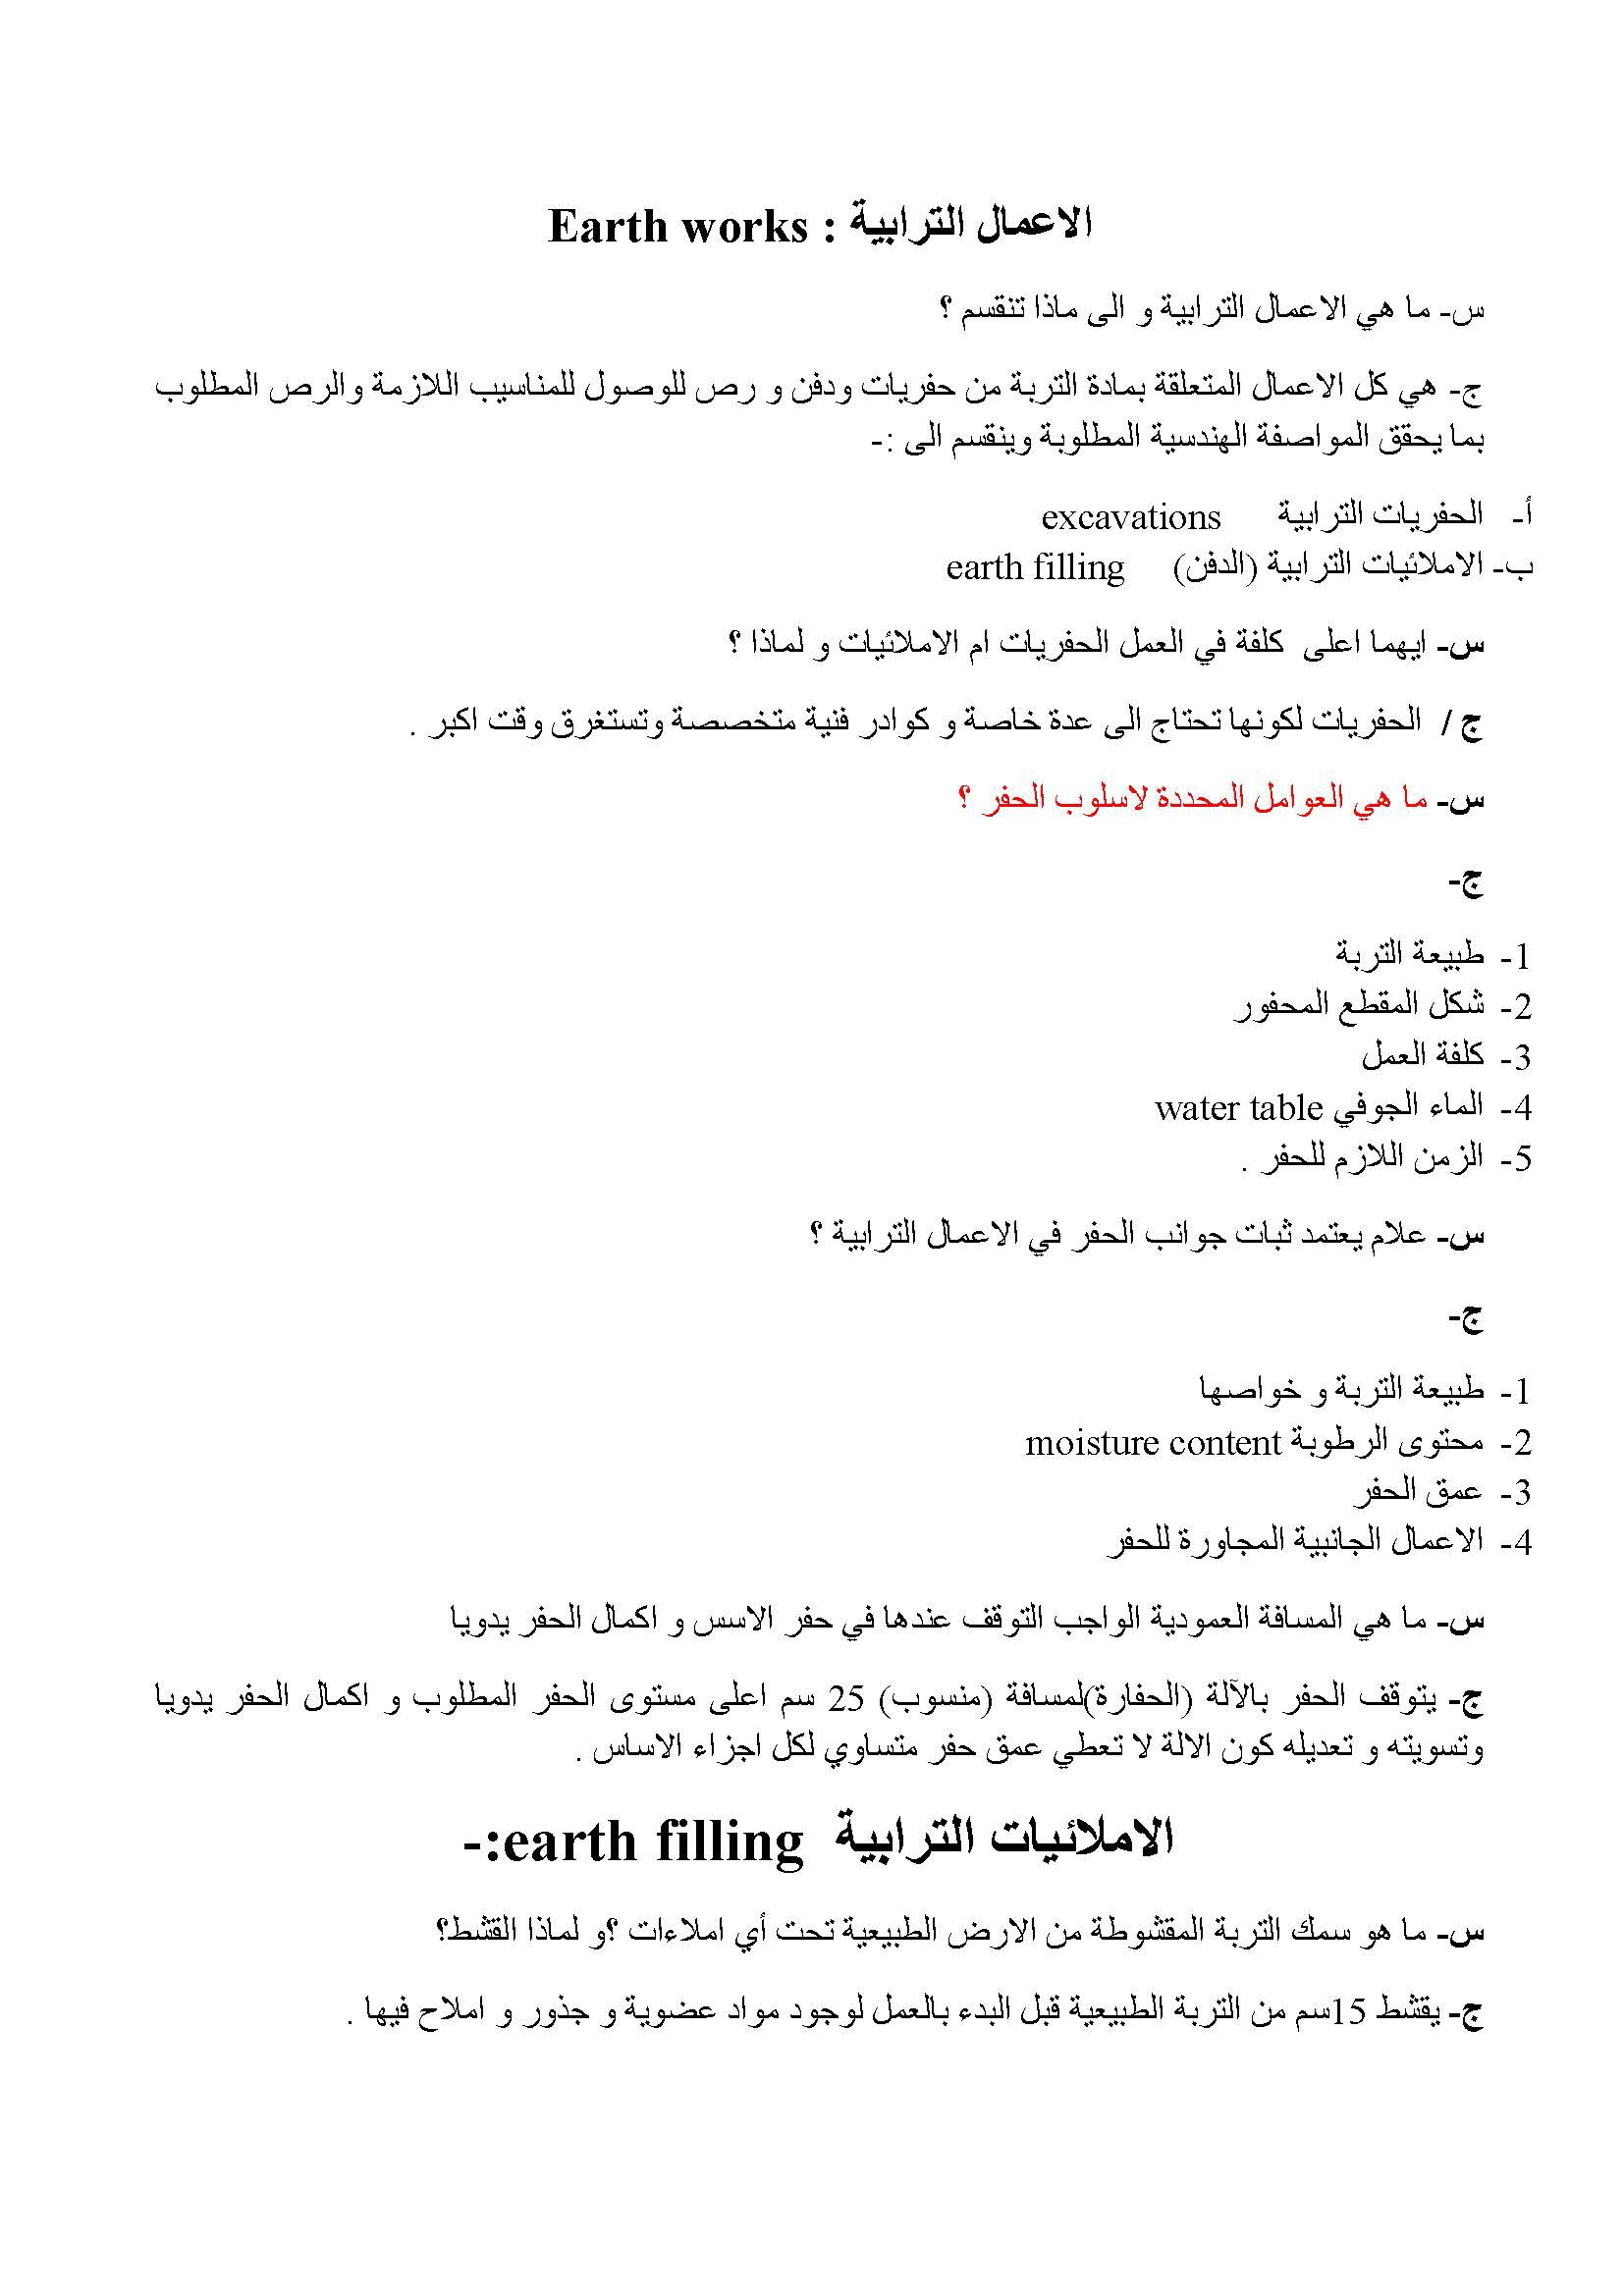 الاعمال الترابية : Earth works
س- ما هي الاعمال الترابية و الى ماذا تنقسم ؟
ج- هي كل الاعمال المتعلقة بمادة التربة من حفريات ودفن و رص للوصول للمناسيب اللازمة والرص المطلوب
بما يحقق المواصفة الهندسية المطلوبة وينقسم الى :-
أ- الحفريات الترابية excavations
ب- الاملائيات الترابية (الدفن) earth filling
س- ايهما اعلى كلفة في العمل الحفريات ام الاملائيات و لماذا ؟
ج / الحفريات لكونها تحتاج الى عدة خاصة و كوادر فنية متخصصة وتستغرق وقت اكبر .
س- ما هي العوامل المحددة لاسلوب الحفر ؟
ج-
1- طبيعة التربة
2- شكل المقطع المحفور
3- كلفة العمل
4- الماء الجوفي water table
5- الزمن اللازم للحفر .
س- علام يعتمد ثبات جوانب الحفر في الاعمال الترابية ؟
ج-
1- طبيعة التربة و خواصها
2- محتوى الرطوبة moisture content
3- عمق الحفر
4- الاعمال الجانبية المجاورة للحفر
س- ما هي المسافة العمودية الواجب التوقف عندها في حفر الاسس و اكمال الحفر يدويا
ج- يتوقف الحفر بالآلة (الحفارة)لمسافة (منسوب) 25 سم اعلى مستوى الحفر المطلوب و اكمال الحفر يدويا
وتسويته و تعديله كون الالة لا تعطي عمق حفر متساوي لكل اجزاء الاساس .
الاملائيات الترابية earth filling:-
س- ما هو سمك التربة المقشوطة من الارض الطبيعية تحت أي املاءات ؟و لماذا القشط؟
ج- يقشط 15سم من التربة الطبيعية قبل البدء بالعمل لوجود مواد عضوية و جذور و املاح فيها .